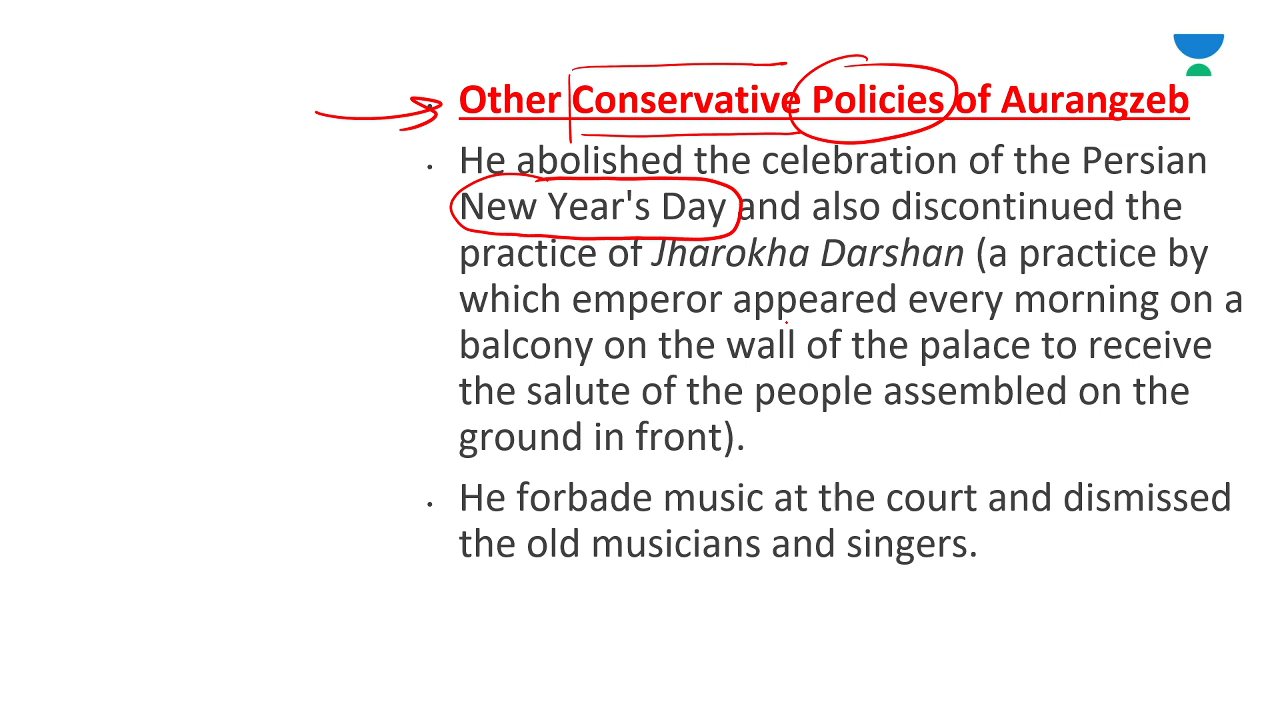 Other Conservative Policies of Aurangzeb
• He abolished the celebration of the Persian
New Year's Day and also discontinued the
practice of Jharokha Darshan (a practice by
which emperor appeared every morning on a
balcony on the wall of the palace to receive
the salute of the people assembled on the
ground in front).
• He forbade music at the court and dismissed
the old musicians and singers.